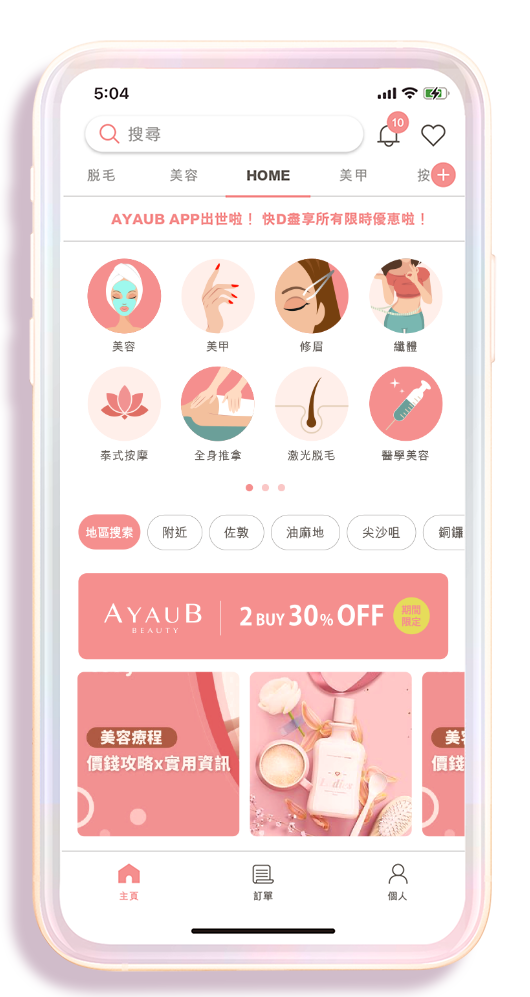 5:04
搜尋
10
脱毛 美容 HOME 美甲 按
AYAUB APP出世啦！ 快D盡享所有限時優惠啦！
美容 美甲 修眉 纖體
泰式按摩 全身推拿 激光脱毛 醫學美容
地區搜索 附近 佐敦 油麻地 尖沙咀 銅鑼
AYAUB
BEAUTY
2 BUY 30% OFF
期間
限定
美容療程
價錢攻略x實用資訊
美
價錢
主頁 訂單 個人